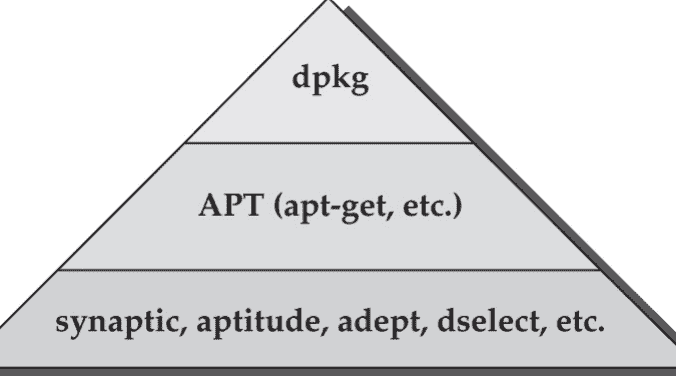 dpkg
APT (apt-get, etc.)
synaptic, aptitude, adept, dselect, etc.